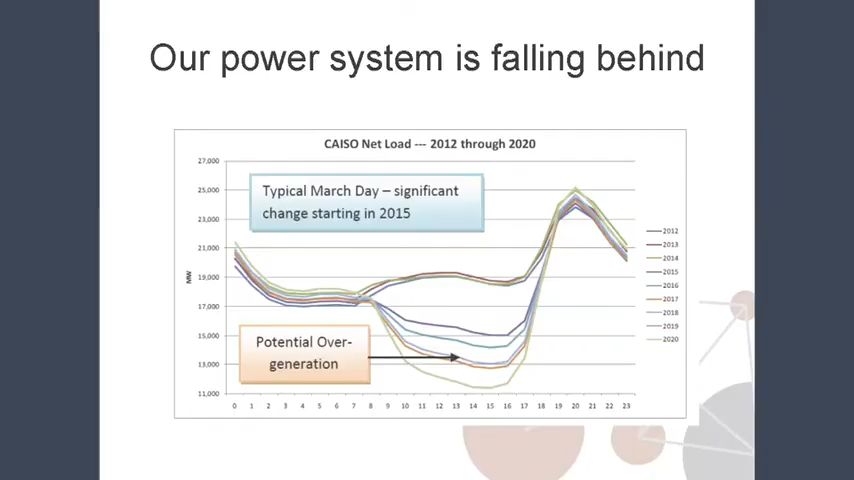 Our power system is falling behind
CAISO Net Load --- 2012 through 2020
27,000
25,000
23,000
21,000
19,000
17,000
15,000
13,000
11,000
MW
Typical March Day – significant
change starting in 2015
Potential Over-
generation
0 1 2 3 4 5 6 7 8 9 10 11 12 13 14 15 16 17 18 19 20 21 22 23
2012
2013
2014
2015
2016
2017
2018
2019
2020